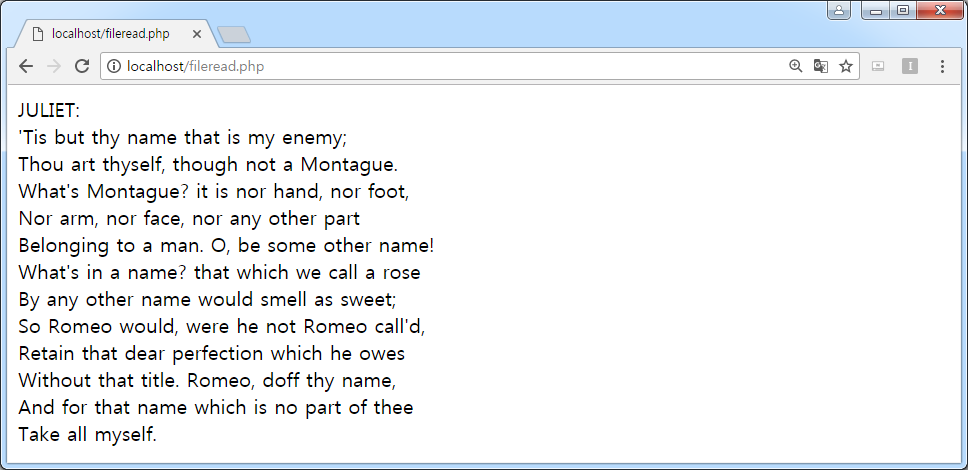 localhost/fileread.php
localhost/fileread.php
JULIET:
'Tis but thy name that is my enemy;
Thou art thyself, though not a Montague.
What's Montague? it is nor hand, nor foot,
Nor arm, nor face, nor any other part
Belonging to a man. O, be some other name!
What's in a name? that which we call a rose
By any other name would smell as sweet;
So Romeo would, were he not Romeo call'd,
Retain that dear perfection which he owes
Without that title. Romeo, doff thy name,
And for that name which is no part of thee
Take all myself.